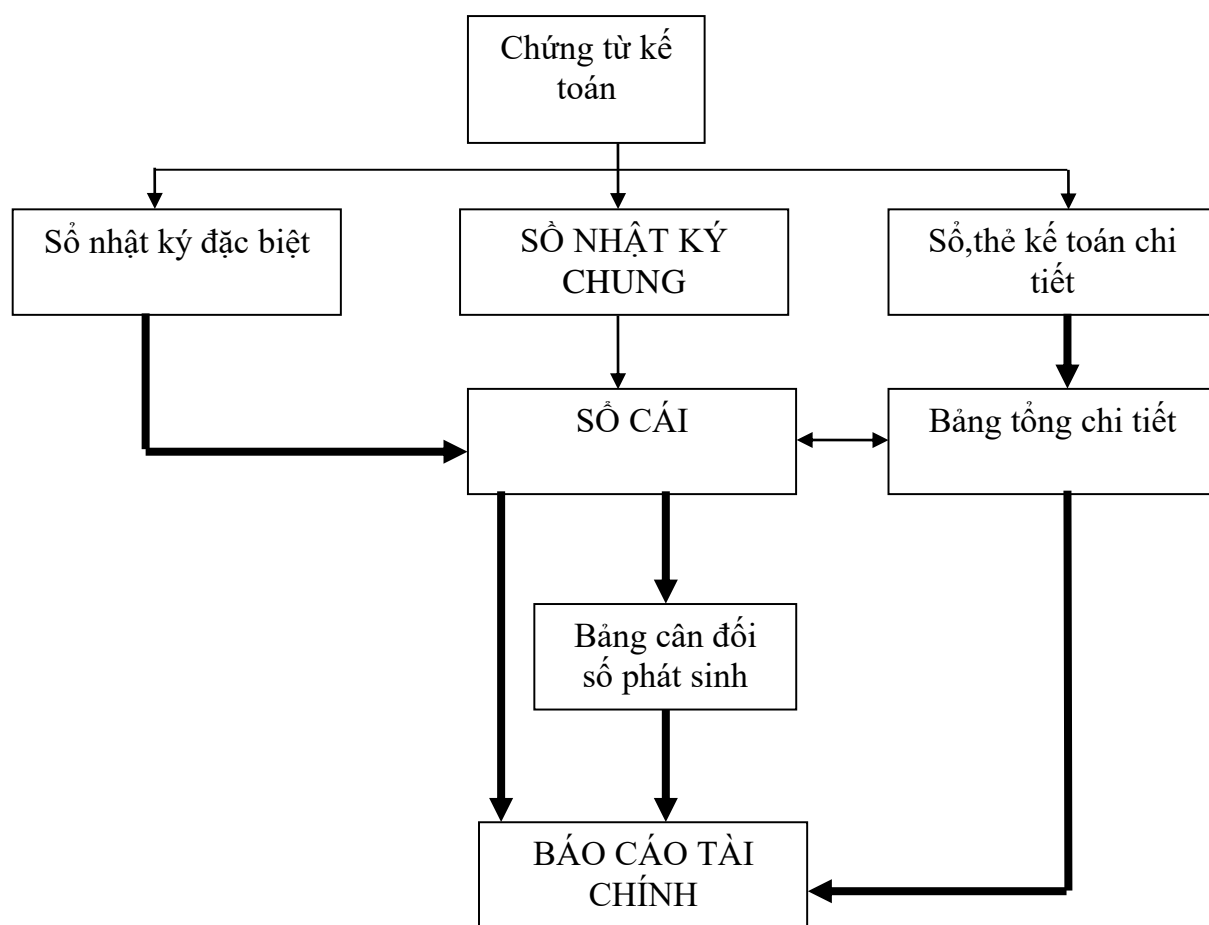 Chứng từ kế
toán
Sổ nhật ký đặc biệt
SỒ NHẬT KÝ
CHUNG
Sổ,thẻ kế toán chi
tiết
SỔ CÁI
Bảng tổng chi tiết
Bảng cân đối
số phát sinh
BÁO CÁO TÀI
CHÍNH